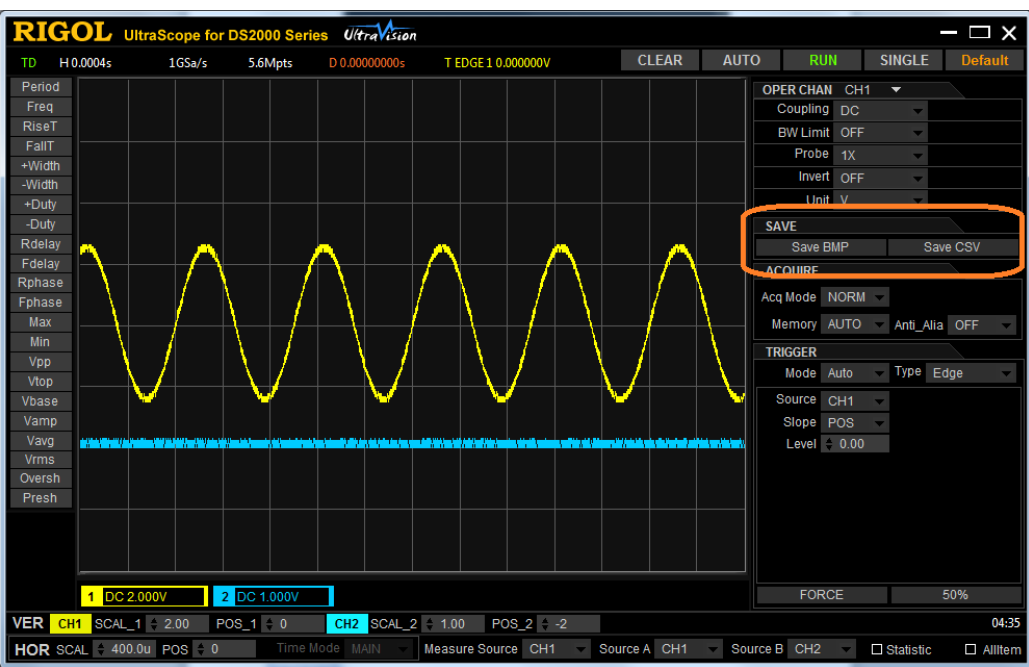 RIGOL UltraScope for DS2000 Series UltraVision
TD H 0.0004s 1GSa/s 5.6Mpts D 0.00000000s T EDGE 1 0.000000V CLEAR AUTO RUN SINGLE Default
Period
Freq
RiseT
FallT
+Width
-Width
+Duty
-Duty
Rdelay
Fdelay
Rphase
Fphase
Max
Min
Vpp
Vtop
Vbase
Vamp
Vavg
Vrms
Oversh
Presh
OPER CHAN CH1
Coupling DC
BW Limit OFF
Probe 1X
Invert OFF
Unit V
SAVE
Save BMP Save CSV
ACQUIRE
Acq Mode NORM
Memory AUTO Anti_Alia OFF
TRIGGER
Mode Auto Type Edge
Source CH1
Slope POS
Level 0.00
FORCE 50%
1 DC 2.000V 2 DC 1.000V
VER CH1 SCAL_1 2.00 POS_1 0 CH2 SCAL_2 1.00 POS_2 -2 04:35
HOR SCAL 400.0u POS 0 Time Mode MAIN Measure Source CH1 Source A CH1 Source B CH2 Statistic AllItem